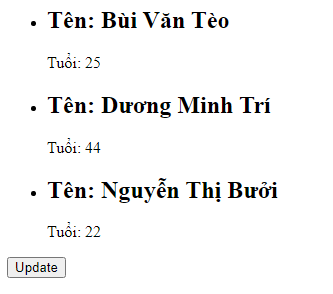 Tên: Bùi Văn Tèo
Tuổi: 25
Tên: Dương Minh Trí
Tuổi: 44
Tên: Nguyễn Thị Bưởi
Tuổi: 22
Update